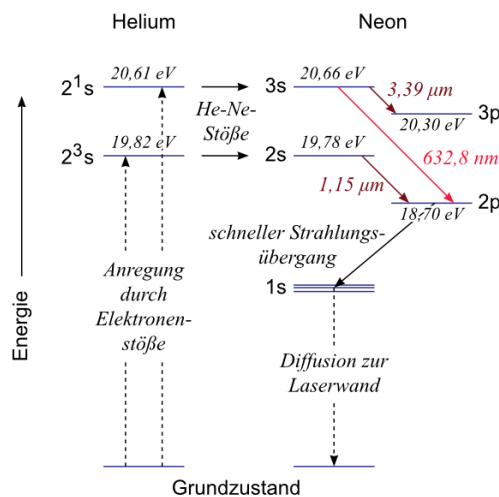 Helium
Neon
2¹s
20,61 eV
3s
20,66 eV
3,39 µm
3p
20,30 eV
He-Ne-
Stöße
2³s
19,82 eV
2s
19,78 eV
632,8 nm
1,15 µm
2p
18,70 eV
schneller Strahlungs-
übergang
1s
Anregung
durch
Elektronen-
stöße
Diffusion zur
Laserwand
Energie
Grundzustand